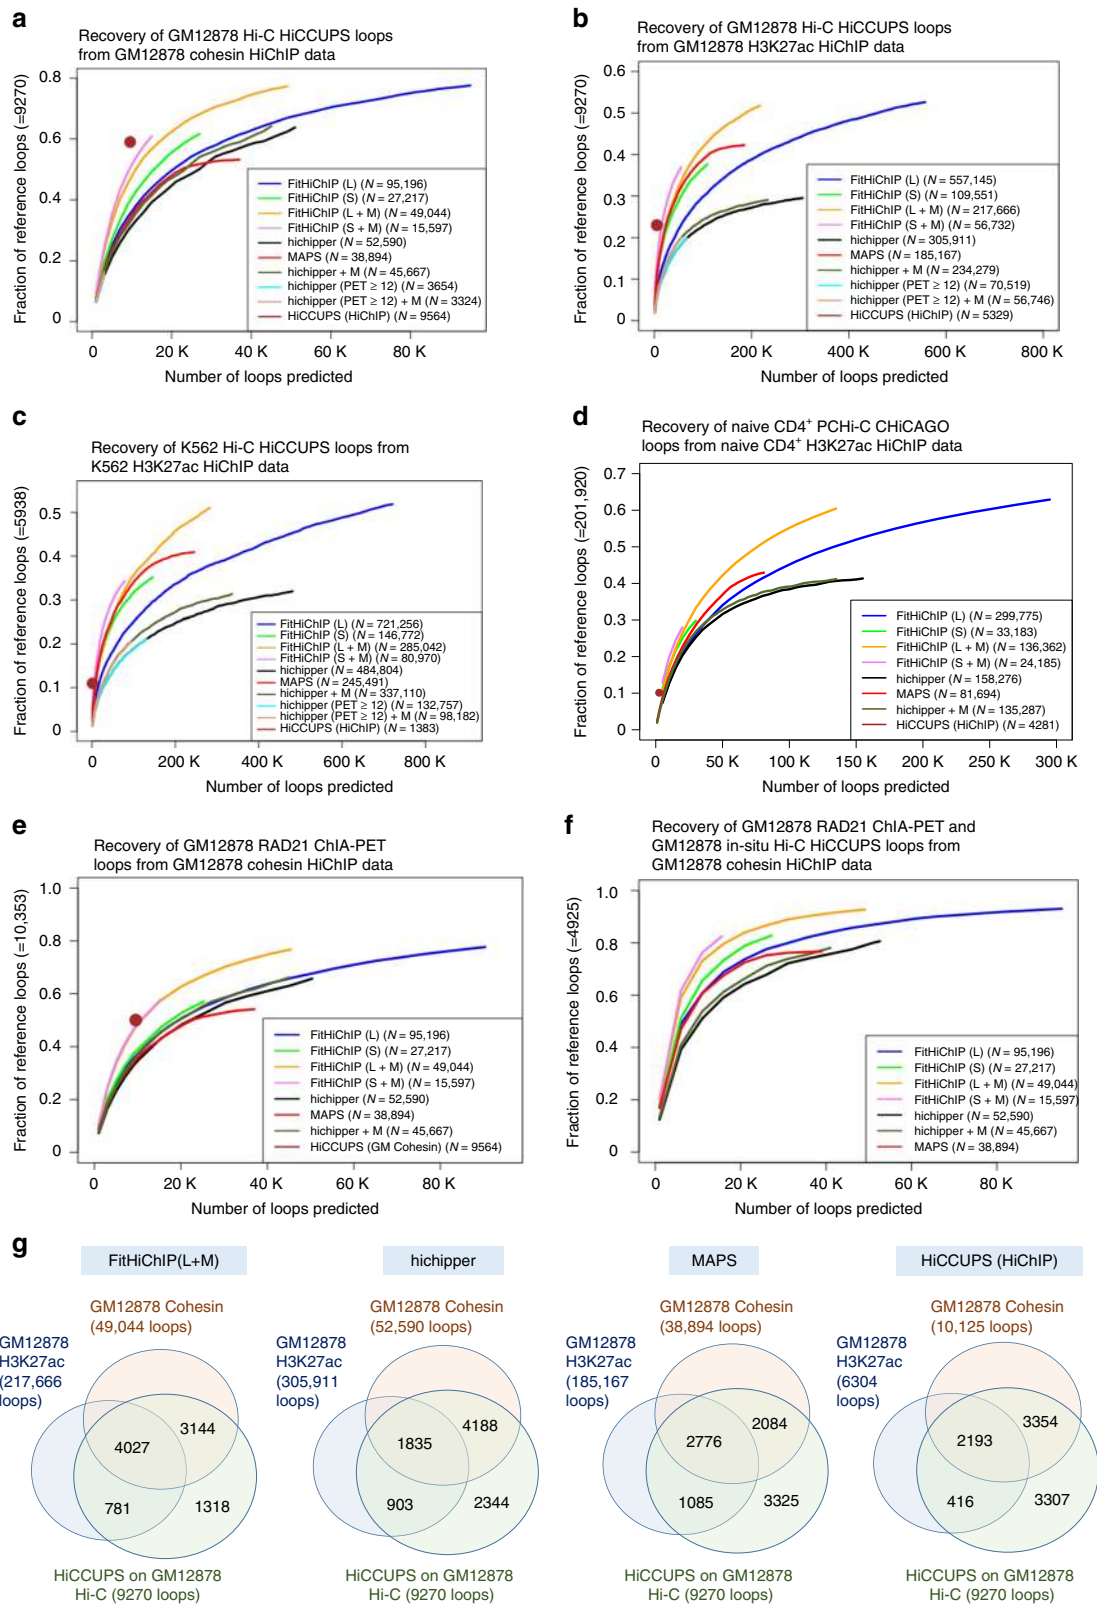 a
Recovery of GM12878 Hi-C HiCCUPS loops
from GM12878 cohesin HiChIP data
Fraction of reference loops (=9270)
0.8
0.6
0.4
0.2
0
FitHiChIP (L) (N = 95,196)
FitHiChIP (S) (N = 27,217)
FitHiChIP (L + M) (N = 49,044)
FitHiChIP (S + M) (N = 15,597)
hichipper (N = 52,590)
MAPS (N = 38,894)
hichipper + M (N = 45,667)
hichipper (PET ≥ 12) (N = 3654)
hichipper (PET ≥ 12) + M (N = 3324)
HiCCUPS (HiChIP) (N = 9564)
0 20 K 40 K 60 K 80 K
Number of loops predicted
b
Recovery of GM12878 Hi-C HiCCUPS loops
from GM12878 H3K27ac HiChIP data
Fraction of reference loops (=9270)
0.6
0.5
0.4
0.3
0.2
0.1
0
FitHiChIP (L) (N = 557,145)
FitHiChIP (S) (N = 109,551)
FitHiChIP (L + M) (N = 217,666)
FitHiChIP (S + M) (N = 56,732)
hichipper (N = 305,911)
MAPS (N = 185,167)
hichipper + M (N = 234,279)
hichipper (PET ≥ 12) (N = 70,519)
hichipper (PET ≥ 12) + M (N = 56,746)
HiCCUPS (HiChIP) (N = 5329)
0 200 K 400 K 600 K 800 K
Number of loops predicted
c
Recovery of K562 Hi-C HiCCUPS loops from
K562 H3K27ac HiChIP data
Fraction of reference loops (=5938)
0.5
0.4
0.3
0.2
0.1
0
FitHiChIP (L) (N = 721,256)
FitHiChIP (S) (N = 146,772)
FitHiChIP (L + M) (N = 285,042)
FitHiChIP (S + M) (N = 80,970)
hichipper (N = 484,804)
MAPS (N = 245,491)
hichipper + M (N = 337,110)
hichipper (PET ≥ 12) (N = 132,757)
hichipper (PET ≥ 12) + M (N = 98,182)
HiCCUPS (HiChIP) (N = 1383)
0 200 K 400 K 600 K 800 K
Number of loops predicted
d
Recovery of naive CD4⁺ PCHi-C CHiCAGO
loops from naive CD4⁺ H3K27ac HiChIP data
Fraction of reference loops (=201,920)
0.7
0.6
0.5
0.4
0.3
0.2
0.1
0
FitHiChIP (L) (N = 299,775)
FitHiChIP (S) (N = 33,183)
FitHiChIP (L + M) (N = 136,362)
FitHiChIP (S + M) (N = 24,185)
hichipper (N = 158,276)
MAPS (N = 81,694)
hichipper + M (N = 135,287)
HiCCUPS (HiChIP) (N = 4281)
0 50 K 100 K 150 K 200 K 250 K 300 K
Number of loops predicted
e
Recovery of GM12878 RAD21 ChIA-PET
loops from GM12878 cohesin HiChIP data
Fraction of reference loops (=10,353)
1.0
0.8
0.6
0.4
0.2
0
FitHiChIP (L) (N = 95,196)
FitHiChIP (S) (N = 27,217)
FitHiChIP (L + M) (N = 49,044)
FitHiChIP (S + M) (N = 15,597)
hichipper (N = 52,590)
MAPS (N = 38,894)
hichipper + M (N = 45,667)
HiCCUPS (GM Cohesin) (N = 9564)
0 20 K 40 K 60 K 80 K
Number of loops predicted
f
Recovery of GM12878 RAD21 ChIA-PET and
GM12878 in-situ Hi-C HiCCUPS loops from
GM12878 cohesin HiChIP data
Fraction of reference loops (=4925)
1.0
0.8
0.6
0.4
0.2
0
FitHiChIP (L) (N = 95,196)
FitHiChIP (S) (N = 27,217)
FitHiChIP (L + M) (N = 49,044)
FitHiChIP (S + M) (N = 15,597)
hichipper (N = 52,590)
hichipper + M (N = 45,667)
MAPS (N = 38,894)
0 20 K 40 K 60 K 80 K
Number of loops predicted
g
FitHiChIP(L+M)
GM12878 Cohesin
(49,044 loops)
GM12878
H3K27ac
(217,666
loops)
3144
4027
781
1318
HiCCUPS on GM12878
Hi-C (9270 loops)
hichipper
GM12878 Cohesin
(52,590 loops)
GM12878
H3K27ac
(305,911
loops)
4188
1835
903
2344
HiCCUPS on GM12878
Hi-C (9270 loops)
MAPS
GM12878 Cohesin
(38,894 loops)
GM12878
H3K27ac
(185,167
loops)
2084
2776
1085
3325
HiCCUPS on GM12878
Hi-C (9270 loops)
HiCCUPS (HiChIP)
GM12878 Cohesin
(10,125 loops)
GM12878
H3K27ac
(6304
loops)
3354
2193
416
3307
HiCCUPS on GM12878
Hi-C (9270 loops)